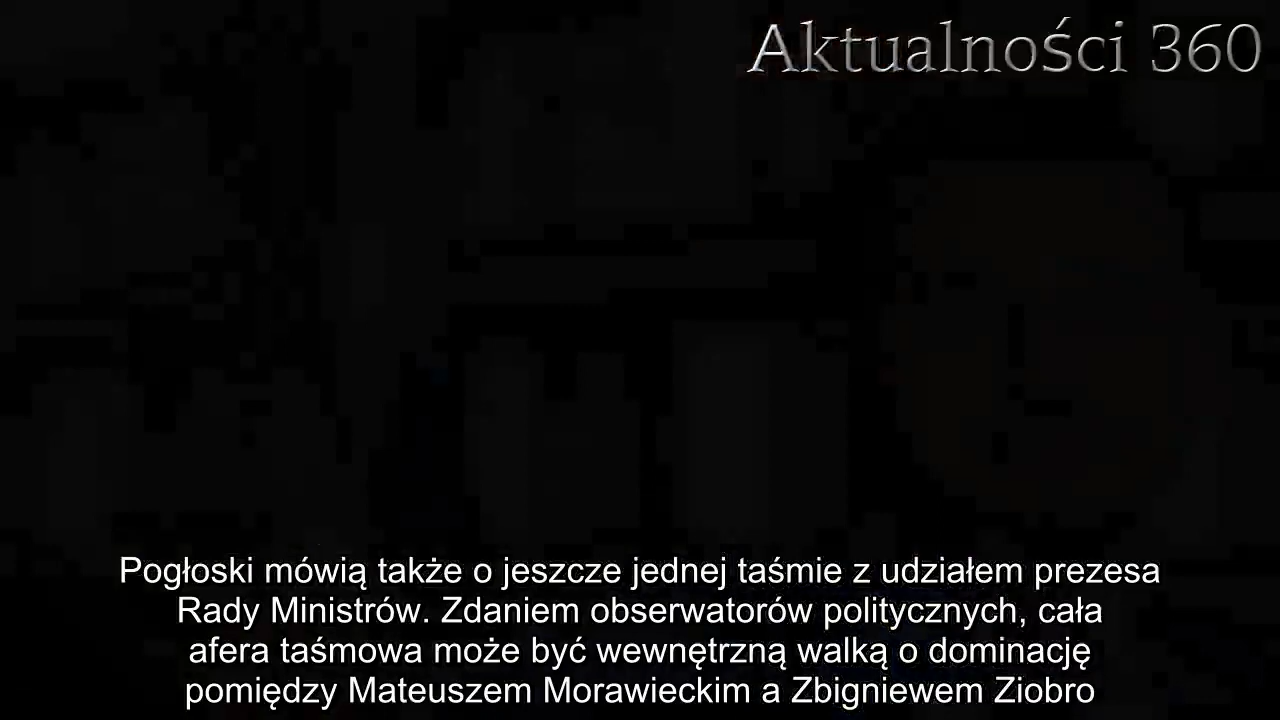 Aktualności 360
Pogłoski mówią także o jeszcze jednej taśmie z udziałem prezesa
Rady Ministrów. Zdaniem obserwatorów politycznych, cała
afera taśmowa może być wewnętrzną walką o dominację
pomiędzy Mateuszem Morawieckim a Zbigniewem Ziobro